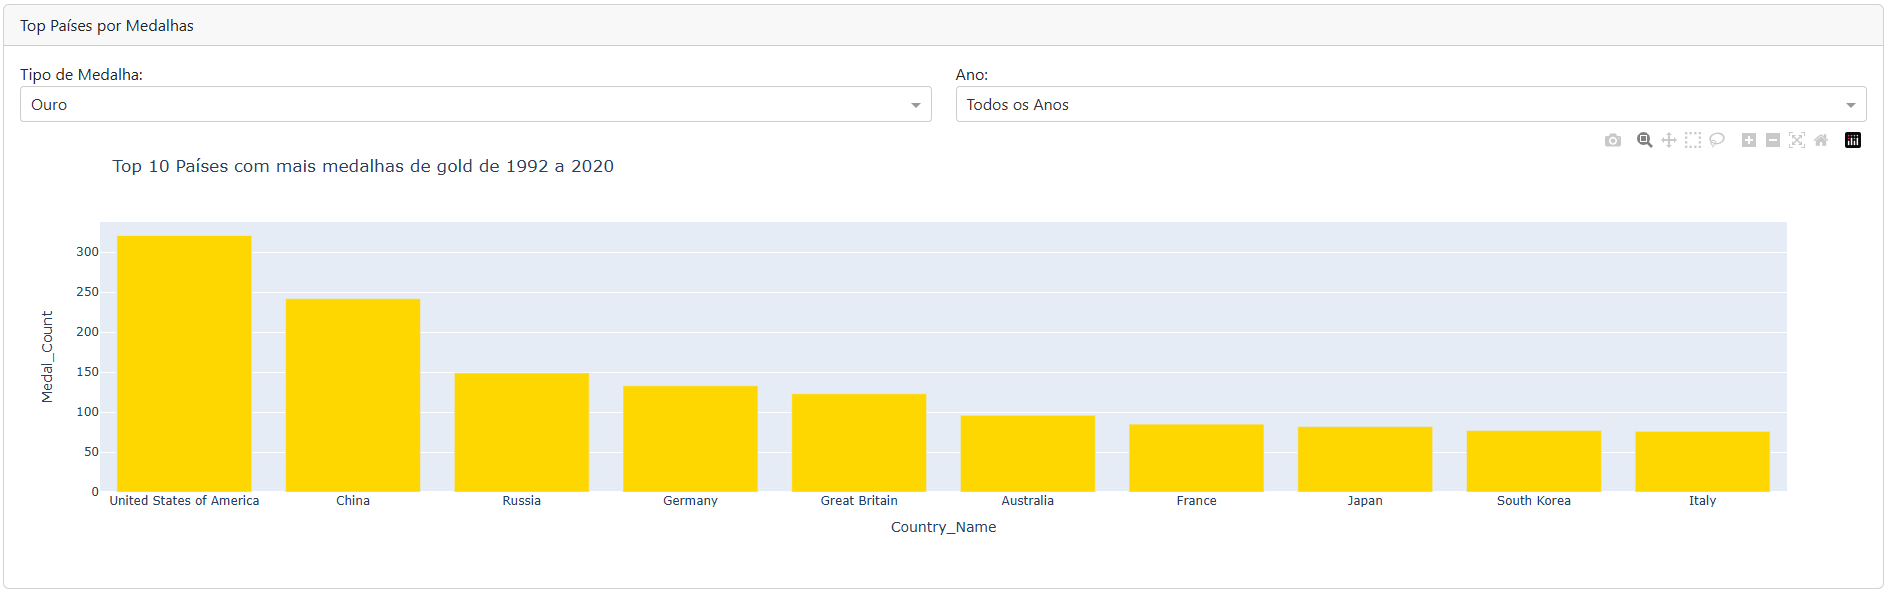 Top Países por Medalhas
Tipo de Medalha:
Ano:
Ouro
Todos os Anos
Top 10 Países com mais medalhas de gold de 1992 a 2020
Medal_Count
300
250
200
150
100
50
0
United States of America
China
Russia
Germany
Great Britain
Australia
France
Japan
South Korea
Italy
Country_Name